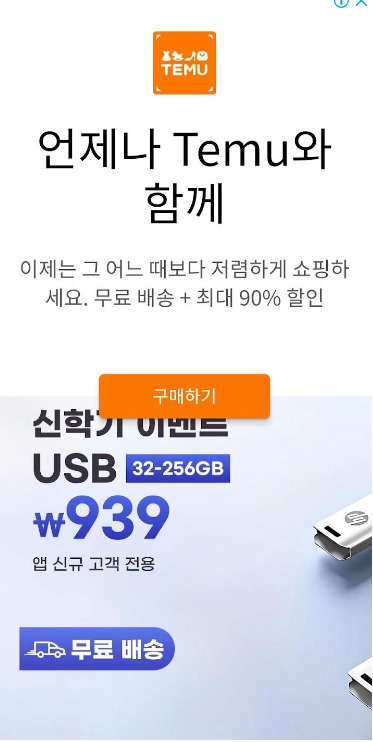 TEMU
언제나 Temu와
함께
이제는 그 어느 때보다 저렴하게 쇼핑하
세요. 무료 배송 + 최대 90% 할인
구매하기
신학기 이벤트
USB 32-256GB
₩939
앱 신규 고객 전용
무료 배송
hp